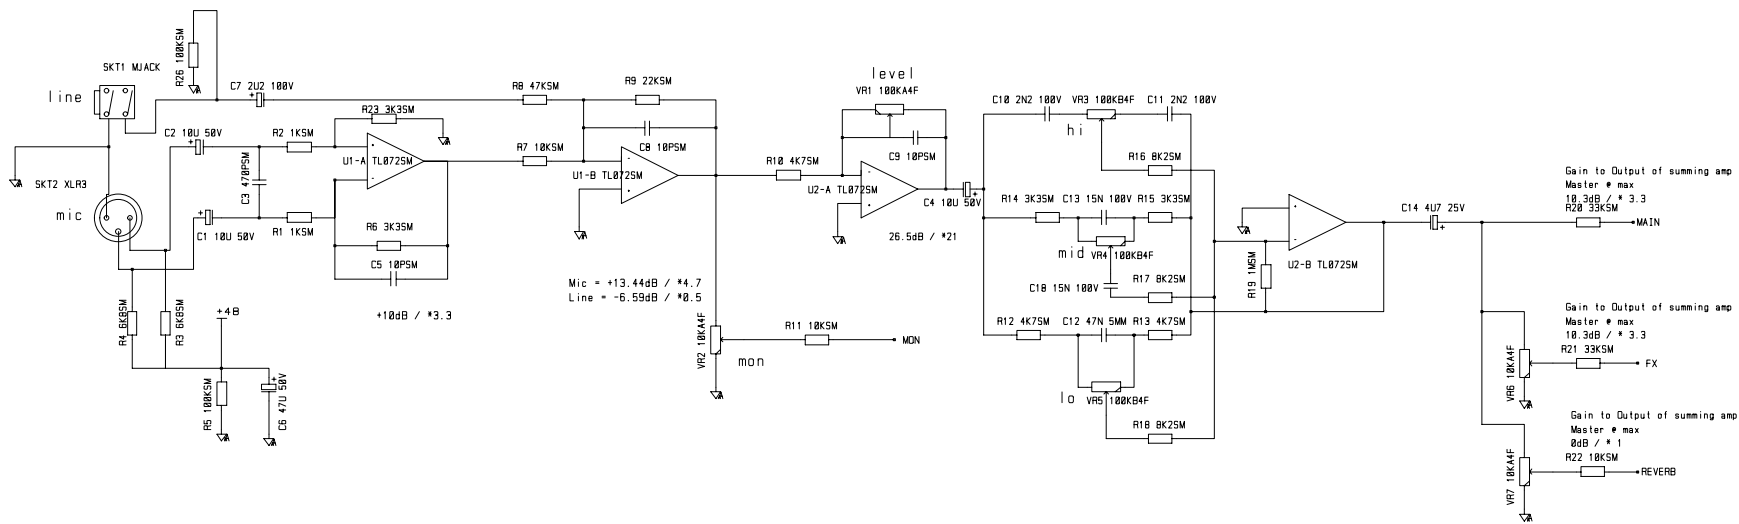 R26 100KSM
SKT1 MJACK
line
C7 2U2 100V
R8 47KSM
R9 22KSM
level
VR1 100KA4F
C10 2N2 100V
VR3 100KB4F
C11 2N2 100V
hi
R23 3K3SM
C2 10U 50V
R2 1KSM
U1-A TL072SM
R7 10KSM
C8 10PSM
U1-B TL072SM
R10 4K7SM
C9 10PSM
U2-A TL072SM
R16 8K2SM
SKT2 XLR3
mic
C3 470PSM
C1 10U 50V
R1 1KSM
R6 3K3SM
C5 10PSM
+10dB / *3.3
C4 10U 50V
26.5dB / *21
R14 3K3SM
C13 15N 100V
R15 3K3SM
mid
VR4 100KB4F
C18 15N 100V
R17 8K2SM
R19 1MSM
U2-B TL072SM
C14 4U7 25V
Gain to Output of summing amp
Master @ max
10.3dB / * 3.3
R20 33KSM
MAIN
Mic = +13.44dB / *4.7
Line = -6.59dB / *0.5
R4 6K8SM
R3 6K8SM
+48
R5 100KSM
C6 47U 50V
VR2 10KA4F
mon
R11 10KSM
MON
R12 4K7SM
C12 47N 5MM
R13 4K7SM
lo
VR5 100KB4F
R18 8K2SM
Gain to Output of summing amp
Master @ max
10.3dB / * 3.3
R21 33KSM
FX
VR6 10KA4F
Gain to Output of summing amp
Master @ max
0dB / * 1
R22 10KSM
REVERB
VR7 10KA4F